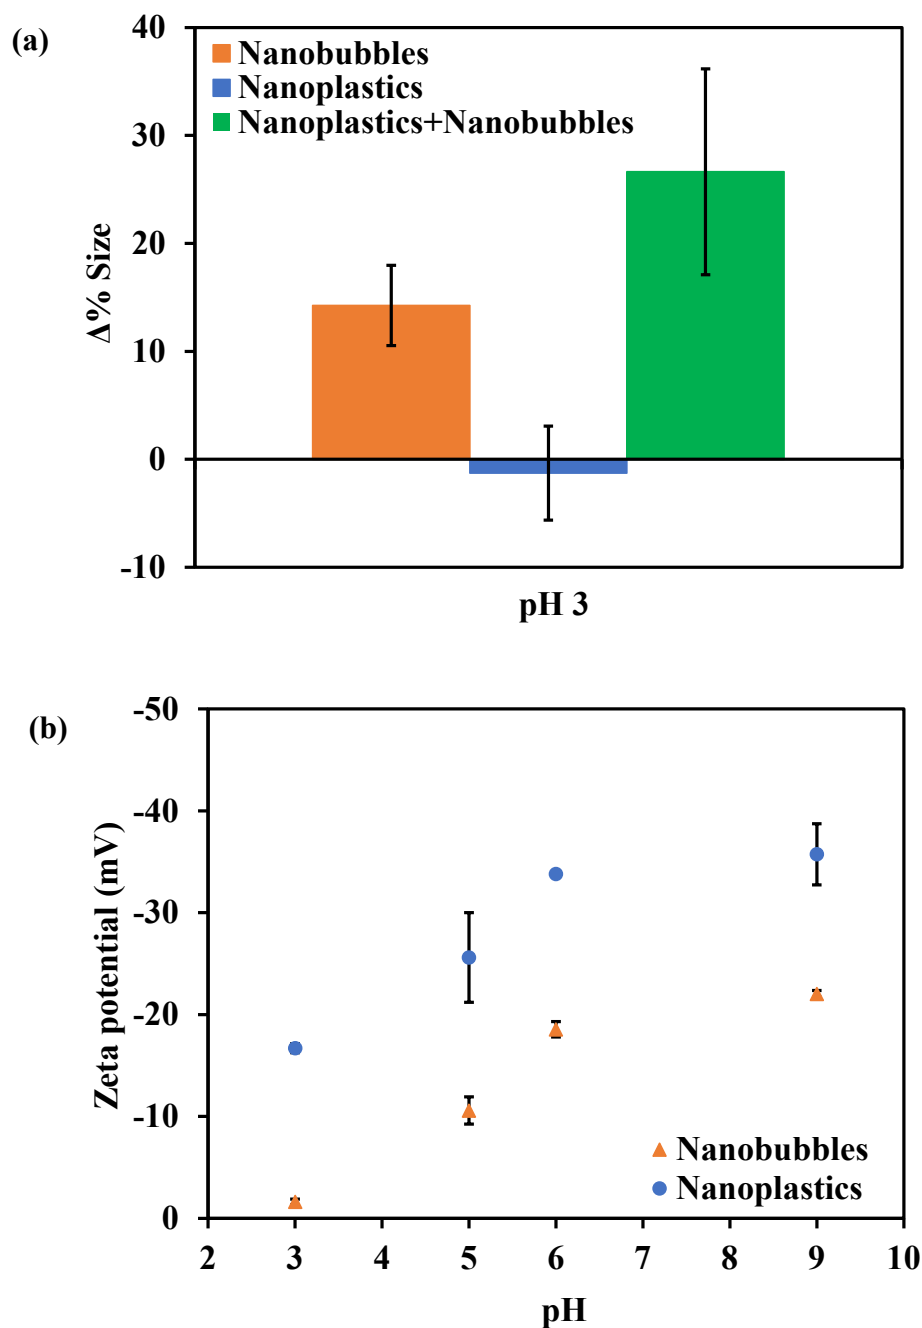 (a)
40
30
20
10
0
-10
Δ% Size
Nanobubbles
Nanoplastics
Nanoplastics+Nanobubbles
pH 3
(b)
-50
-40
-30
-20
-10
0
Zeta potential (mV)
Nanobubbles
Nanoplastics
2 3 4 5 6 7 8 9 10
pH